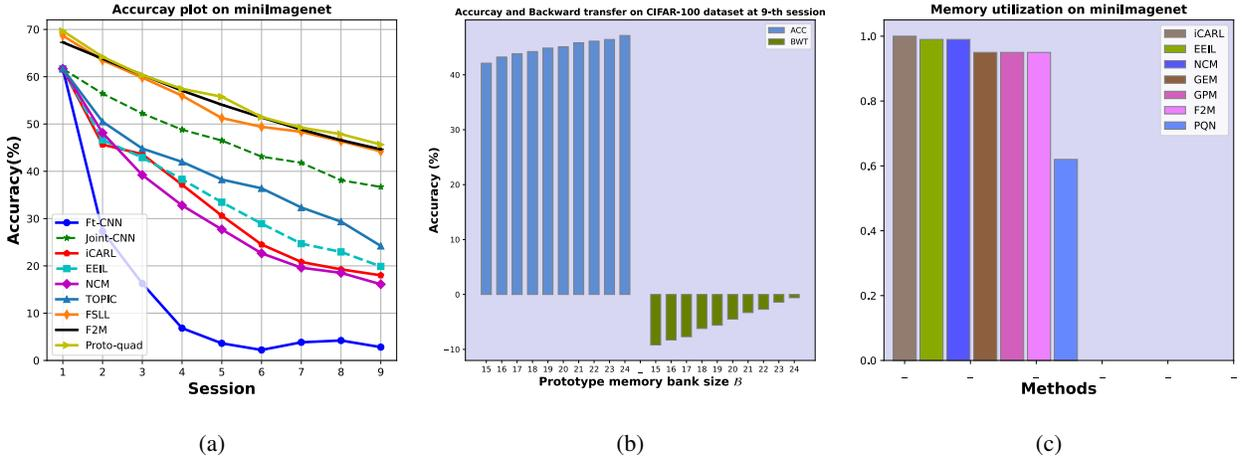 Accurcay plot on miniImagenet
Accuracy(%)
70
60
50
40
30
20
10
0
Ft-CNN
Joint-CNN
iCARL
EEIL
NCM
TOPIC
FSLL
F2M
Proto-quad
1 2 3 4 5 6 7 8 9
Session
(a)
Accurcay and Backward transfer on CIFAR-100 dataset at 9-th session
Accuracy (%)
40
30
20
10
0
−10
ACC
BWT
15 16 17 18 19 20 21 22 23 24 _ 15 16 17 18 19 20 21 22 23 24
Prototype memory bank size ℬ
(b)
Memory utilization on miniImagenet
1.0
0.8
0.6
0.4
0.2
0.0
iCARL
EEIL
NCM
GEM
GPM
F2M
PQN
_ _ _ _ _ _
Methods
(c)